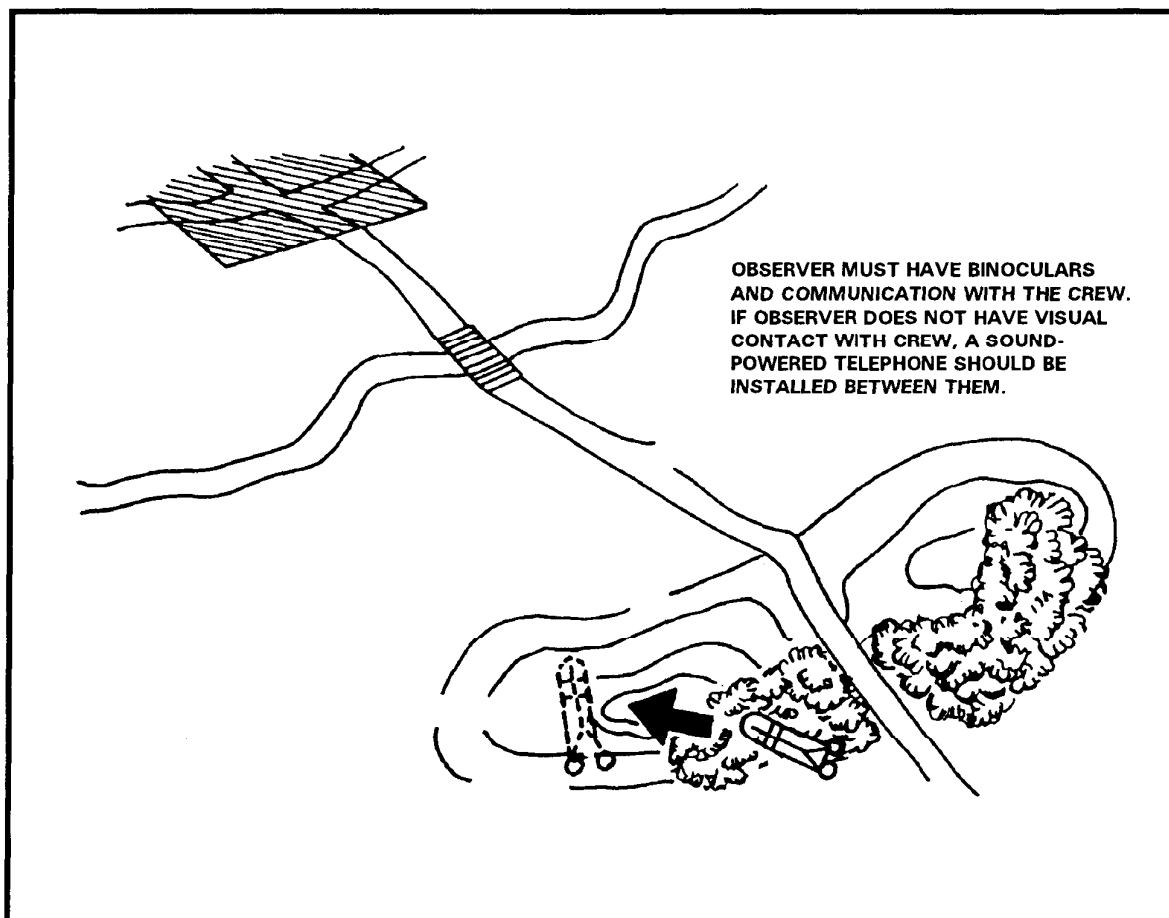 OBSERVER MUST HAVE BINOCULARS
AND COMMUNICATION WITH THE CREW.
IF OBSERVER DOES NOT HAVE VISUAL
CONTACT WITH CREW, A SOUND-
POWERED TELEPHONE SHOULD BE
INSTALLED BETWEEN THEM.